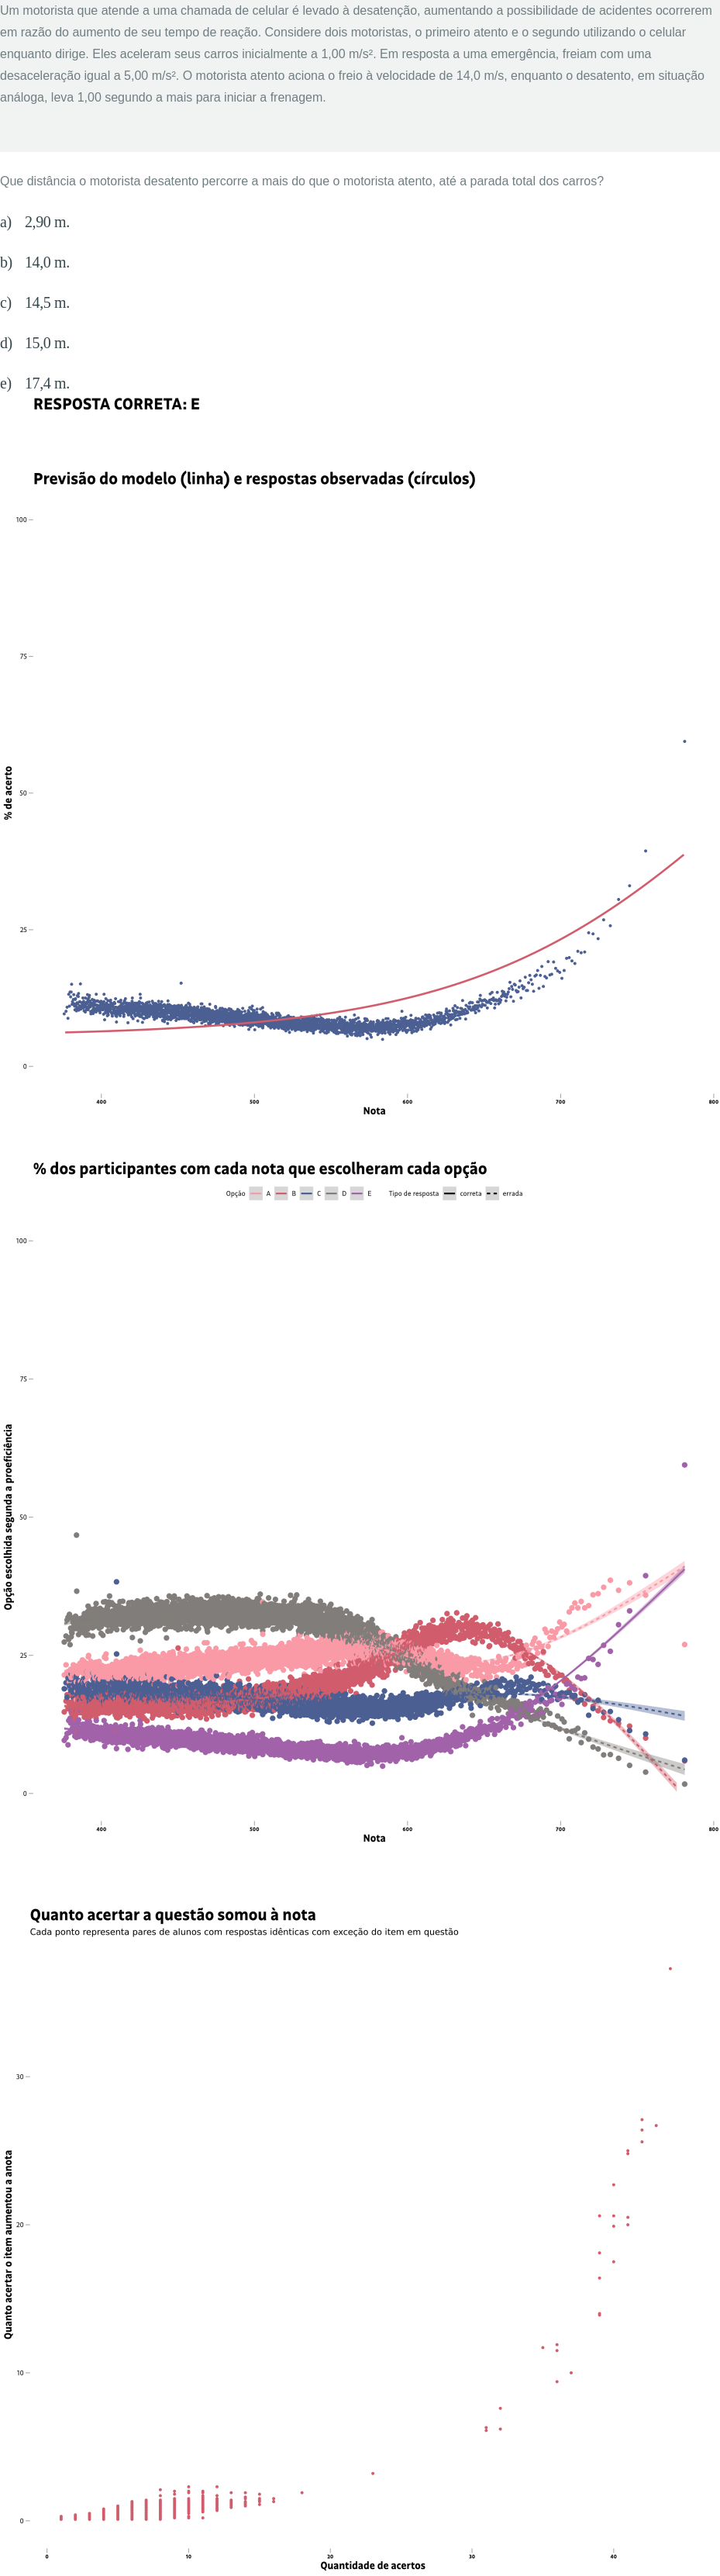 Um motorista que atende a uma chamada de celular é levado à desatenção, aumentando a possibilidade de acidentes ocorrerem
em razão do aumento de seu tempo de reação. Considere dois motoristas, o primeiro atento e o segundo utilizando o celular
enquanto dirige. Eles aceleram seus carros inicialmente a 1,00 m/s². Em resposta a uma emergência, freiam com uma
desaceleração igual a 5,00 m/s². O motorista atento aciona o freio à velocidade de 14,0 m/s, enquanto o desatento, em situação
análoga, leva 1,00 segundo a mais para iniciar a frenagem.
Que distância o motorista desatento percorre a mais do que o motorista atento, até a parada total dos carros?
a) 2,90 m.
b) 14,0 m.
c) 14,5 m.
d) 15,0 m.
e) 17,4 m.
RESPOSTA CORRETA: E
Previsão do modelo (linha) e respostas observadas (círculos)
100
75
50
25
0
% de acerto
400 500 600 700 800
Nota
% dos participantes com cada nota que escolheram cada opção
Opção A B C D E Tipo de resposta correta errada
100
75
50
25
0
Opção escolhida segunda a proeficiência
400 500 600 700 800
Nota
Quanto acertar a questão somou à nota
Cada ponto representa pares de alunos com respostas idênticas com exceção do item em questão
30
20
10
0
Quanto acertar o item aumentou a anota
0 10 20 30 40
Quantidade de acertos